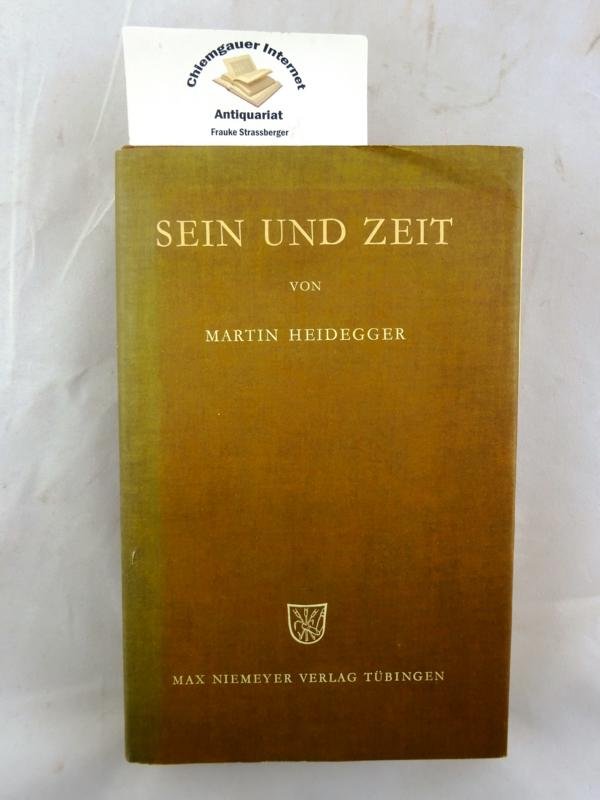 Chiemgauer Internet
Antiquariat
Frauke Strassberger
SEIN UND ZEIT
VON
MARTIN HEIDEGGER
MAX NIEMEYER VERLAG TÜBINGEN